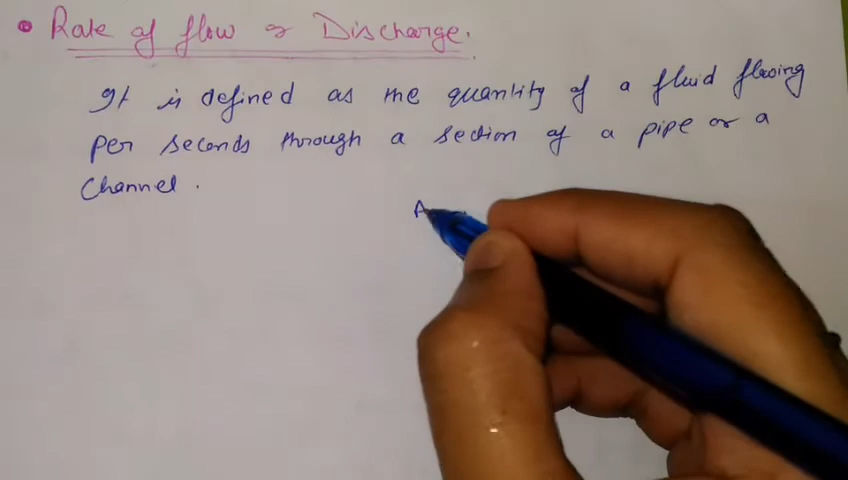 Rate of flow or Discharge.
It is defined as the quantity of a fluid flowing
per seconds through a section of a pipe or a
Channel.
A